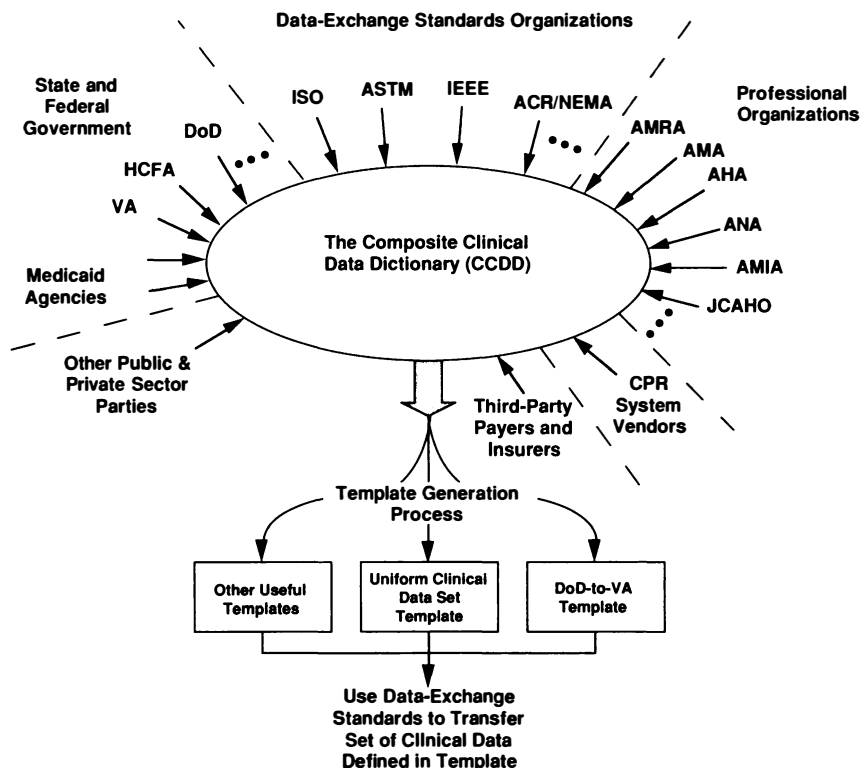 Data-Exchange Standards Organizations
State and
Federal
Government
ISO
ASTM
IEEE
ACR/NEMA
Professional
Organizations
DoD
AMRA
HCFA
AMA
AHA
VA
ANA
The Composite Clinical
Data Dictionary (CCDD)
Medicaid
Agencies
AMIA
JCAHO
Other Public &
Private Sector
Parties
Third-Party
Payers and
Insurers
CPR
System
Vendors
Template Generation
Process
Other Useful
Templates
Uniform Clinical
Data Set
Template
DoD-to-VA
Template
Use Data-Exchange
Standards to Transfer
Set of Clinical Data
Defined in Template